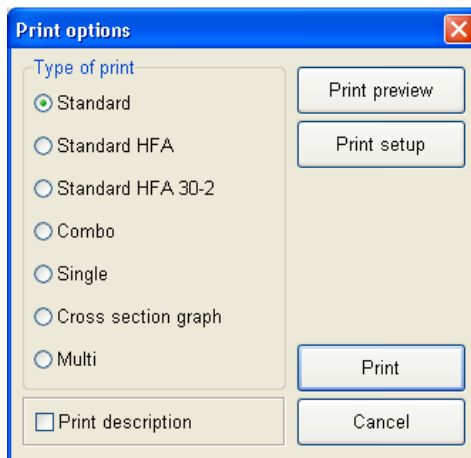 Print options
Type of print
Standard
Standard HFA
Standard HFA 30-2
Combo
Single
Cross section graph
Multi
Print description
Print preview
Print setup
Print
Cancel